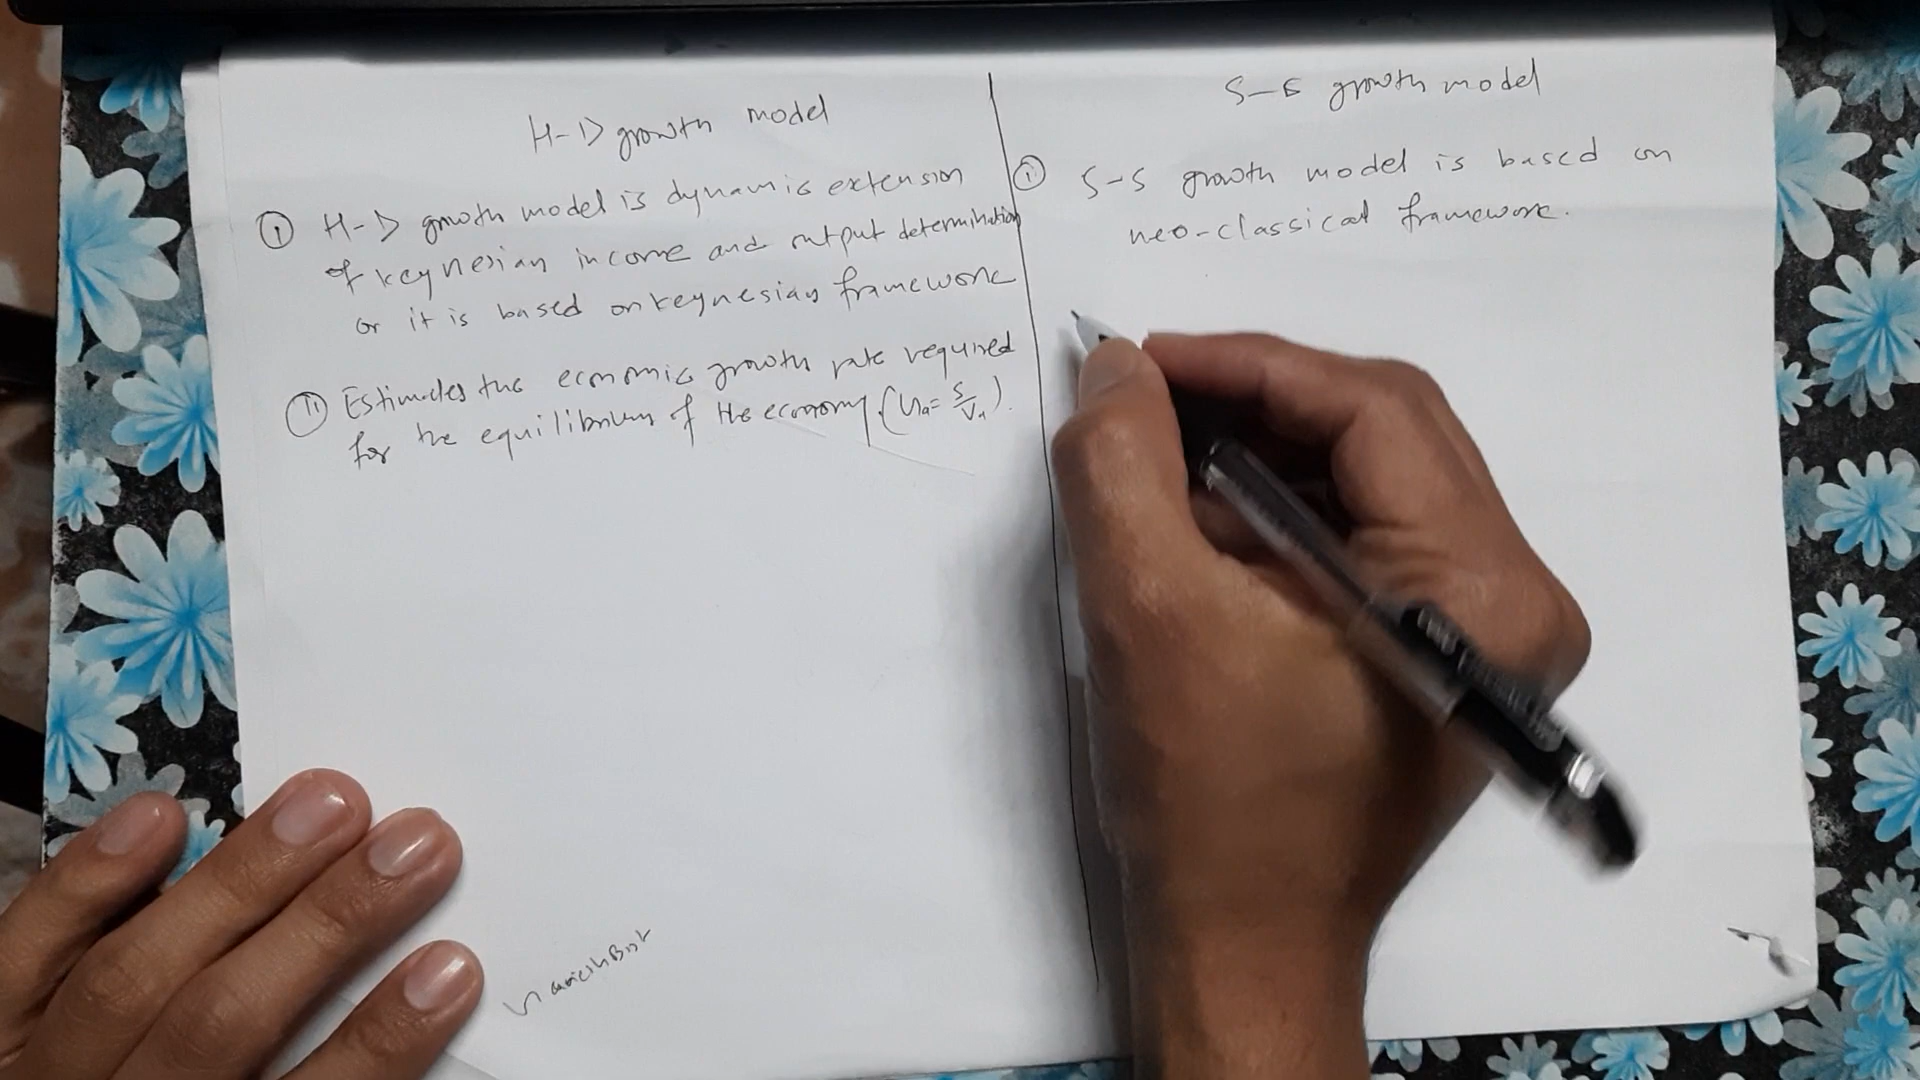 H-D growth model
(i) H-D growth model is dynamic extension
of keynesian income and output determination
or it is based on keynesian framework
(ii) Estimates the economic growth rate required
for the equilibrium of the economy.
S-S growth model
(i) S-S growth model is based on
neo-classical framework.